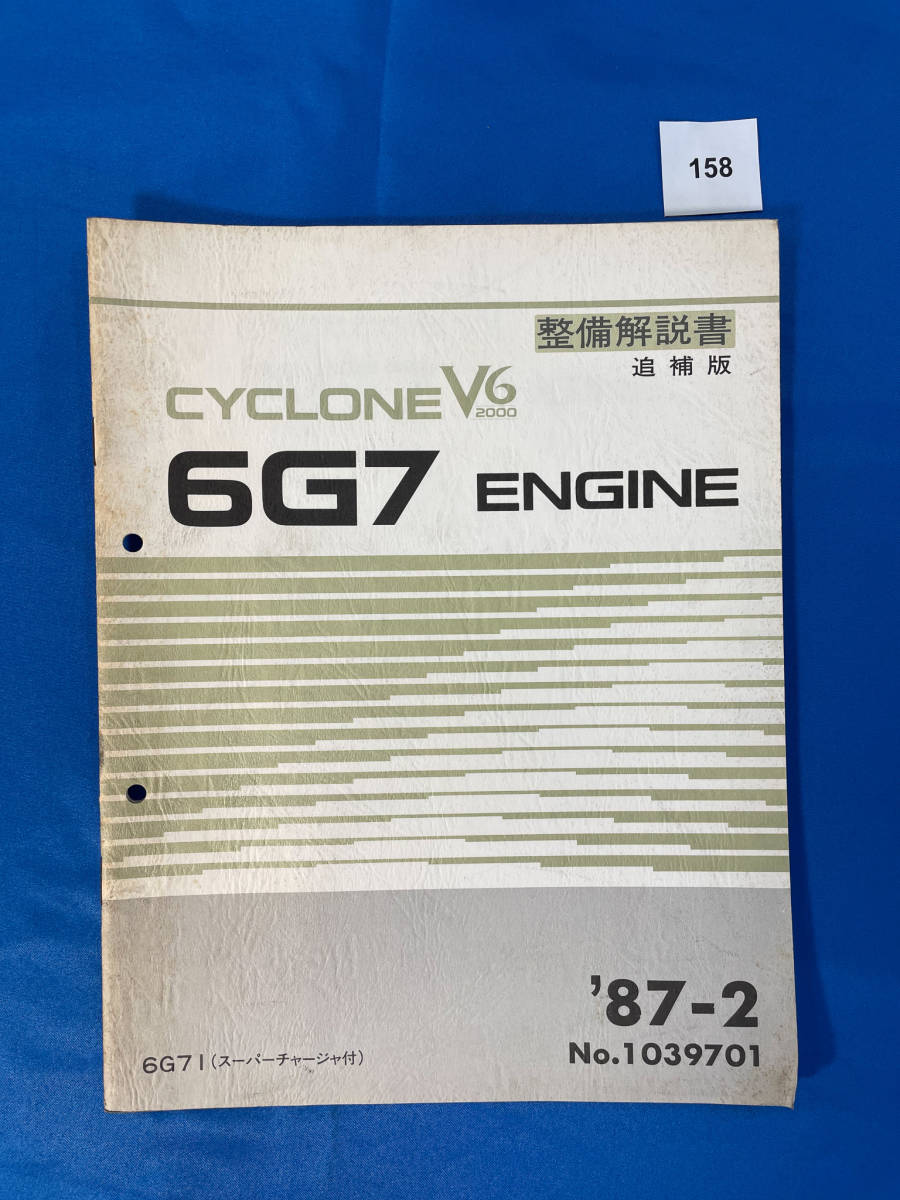 158
整備解説書
追補版
CYCLONE V6
2000
6G7 ENGINE
'87-2
6G71(スーパーチャージャ付)
No.1039701